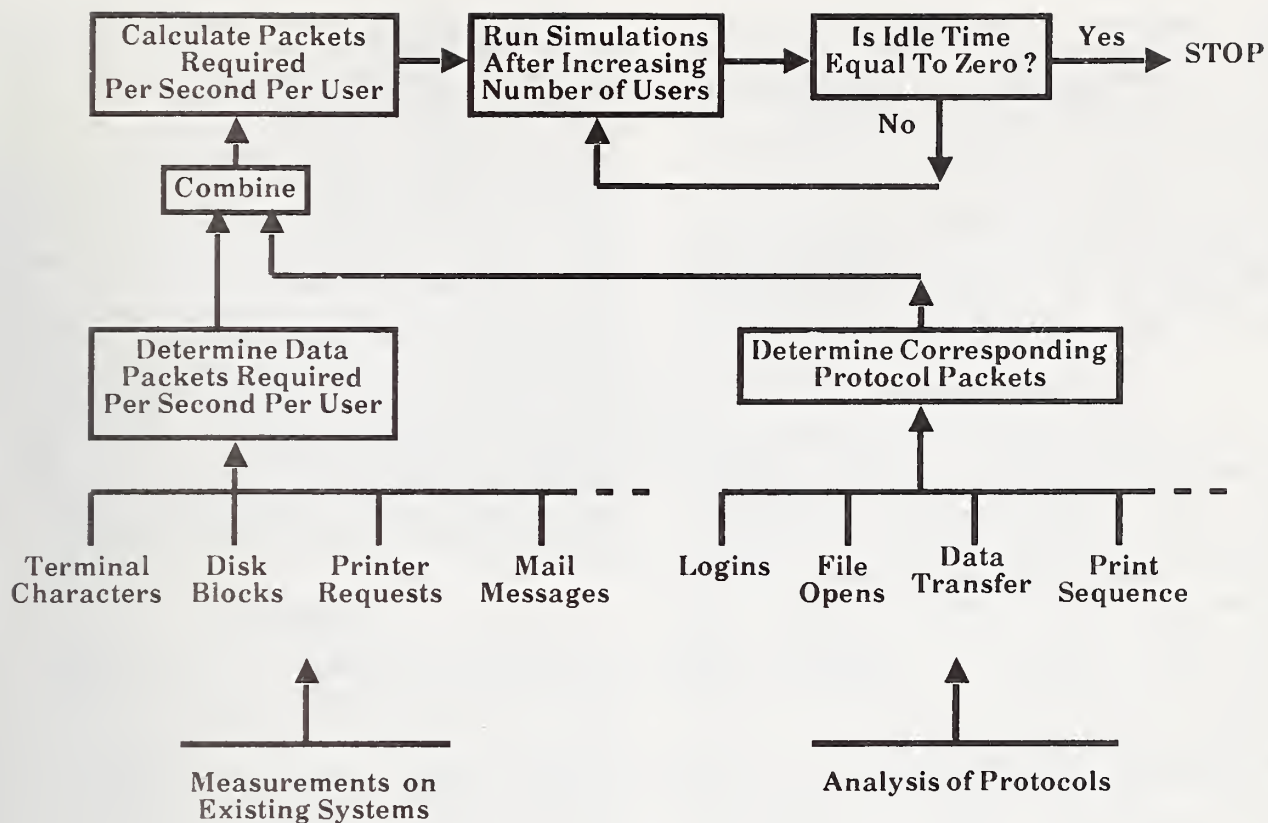 Calculate Packets
Required
Per Second Per User
Run Simulations
After Increasing
Number of Users
Is Idle Time
Equal To Zero ?
Yes
STOP
No
Combine
Determine Data
Packets Required
Per Second Per User
Determine Corresponding
Protocol Packets
Terminal
Characters
Disk
Blocks
Printer
Requests
Mail
Messages
Logins
File
Opens
Data
Transfer
Print
Sequence
Measurements on
Existing Systems
Analysis of Protocols